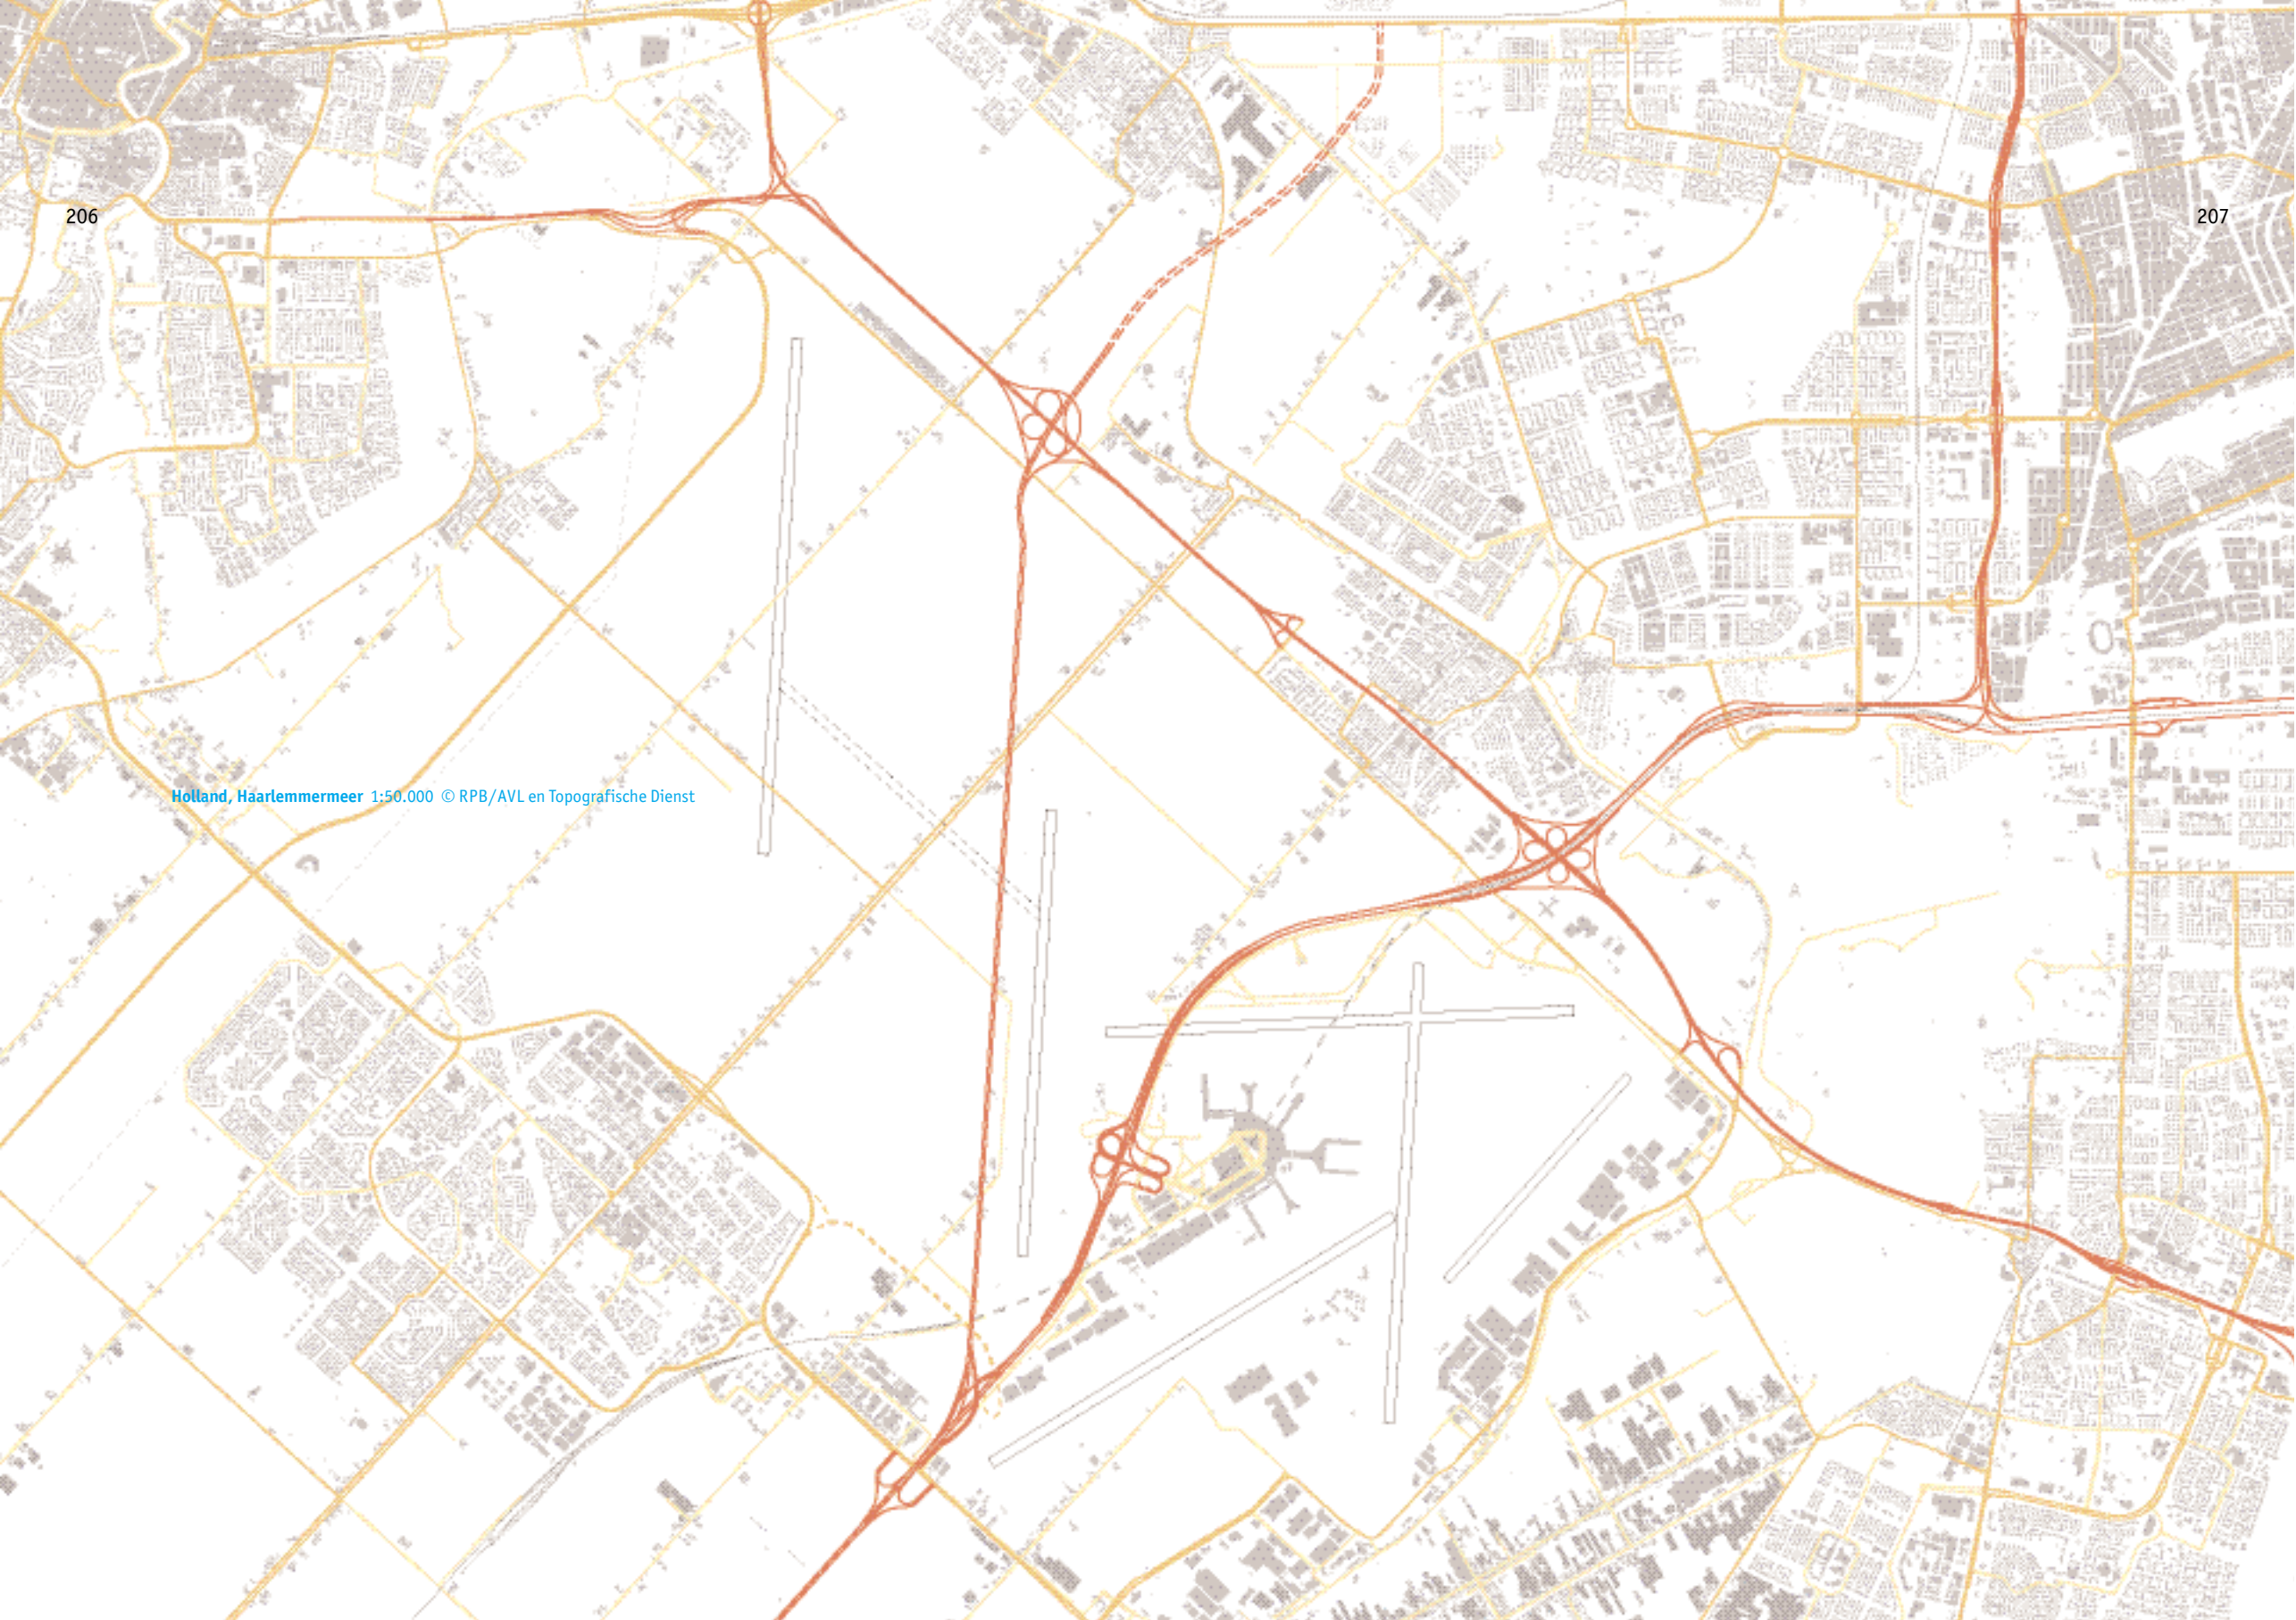 206
207
Holland, Haarlemmermeer 1:50.000 © RPB/AVL en Topografische Dienst